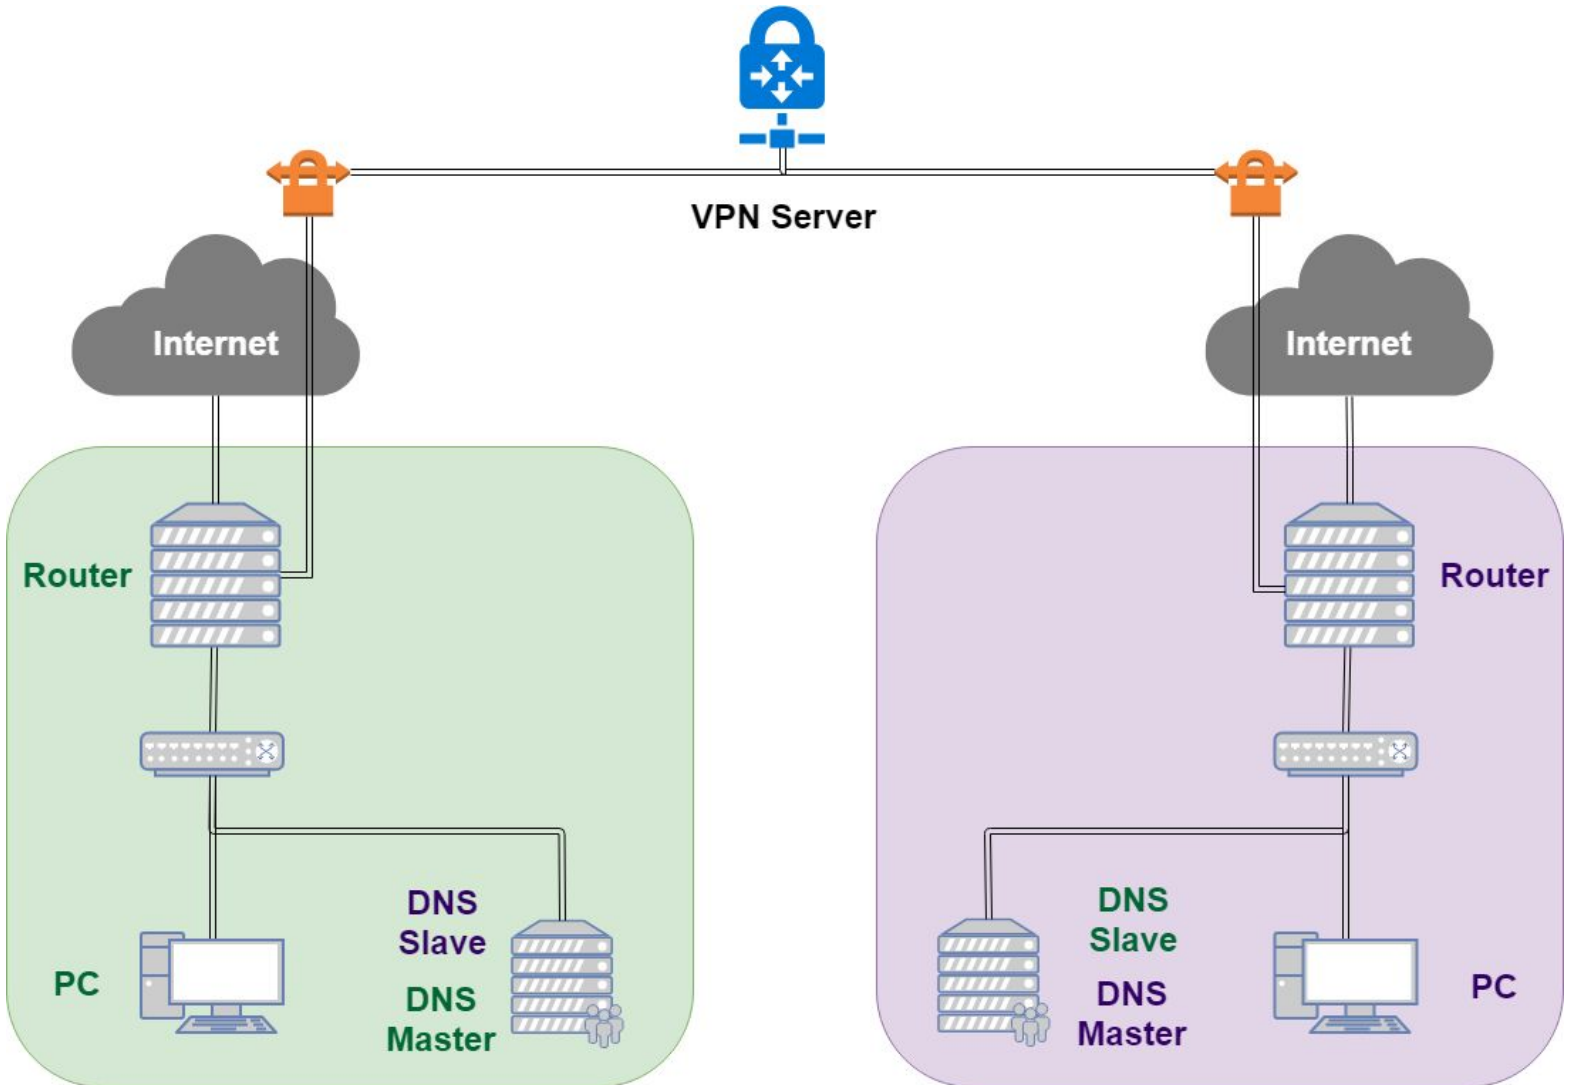 VPN Server
Internet
Internet
Router
Router
DNS
Slave
DNS
Master
PC
DNS
Slave
DNS
Master
PC